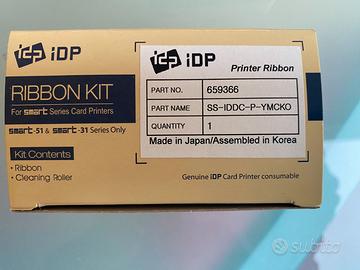 iDP
RIBBON KIT
For smart Series Card Printers
smart-51 & smart-31 Series Only
Kit Contents
• Ribbon
• Cleaning Roller
iDP
Printer Ribbon
PART NO. 659366
PART NAME SS-IDDC-P-YMCKO
QUANTITY 1
Made in Japan/Assembled in Korea
Genuine iDP Card Printer consumable
subito